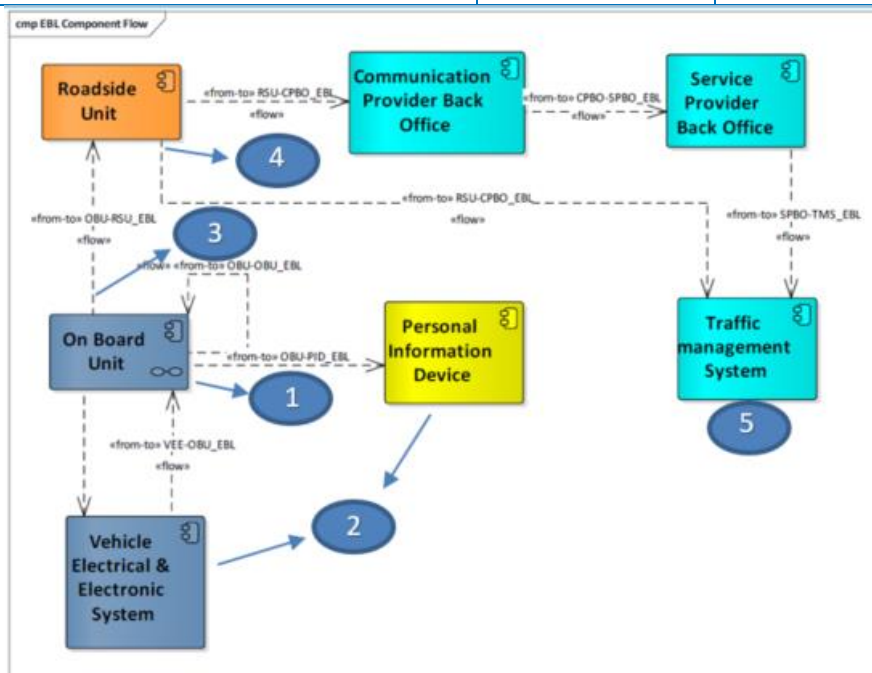 cmp EBL Component Flow
Roadside
Unit
«from-to» RSU-CPBO_EBL
«flow»
Communication
Provider Back
Office
«from-to» CPBO-SPBO_EBL
«flow»
Service
Provider
Back Office
4
«from-to» RSU-CPBO_EBL
«flow»
«from-to» SPBO-TMS_EBL
«flow»
«from-to» OBU-RSU_EBL
«flow»
3
«flow» «from-to» OBU-OBU_EBL
On Board
Unit
«from-to» OBU-PID_EBL
Personal
Information
Device
Traffic
management
System
1
5
«from-to» VEE-OBU_EBL
«flow»
2
Vehicle
Electrical &
Electronic
System